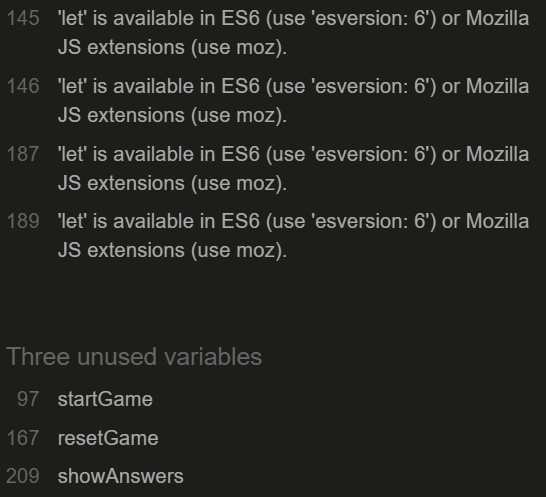 145 'let' is available in ES6 (use 'esversion: 6') or Mozilla
JS extensions (use moz).
146 'let' is available in ES6 (use 'esversion: 6') or Mozilla
JS extensions (use moz).
187 'let' is available in ES6 (use 'esversion: 6') or Mozilla
JS extensions (use moz).
189 'let' is available in ES6 (use 'esversion: 6') or Mozilla
JS extensions (use moz).
Three unused variables
97 startGame
167 resetGame
209 showAnswers